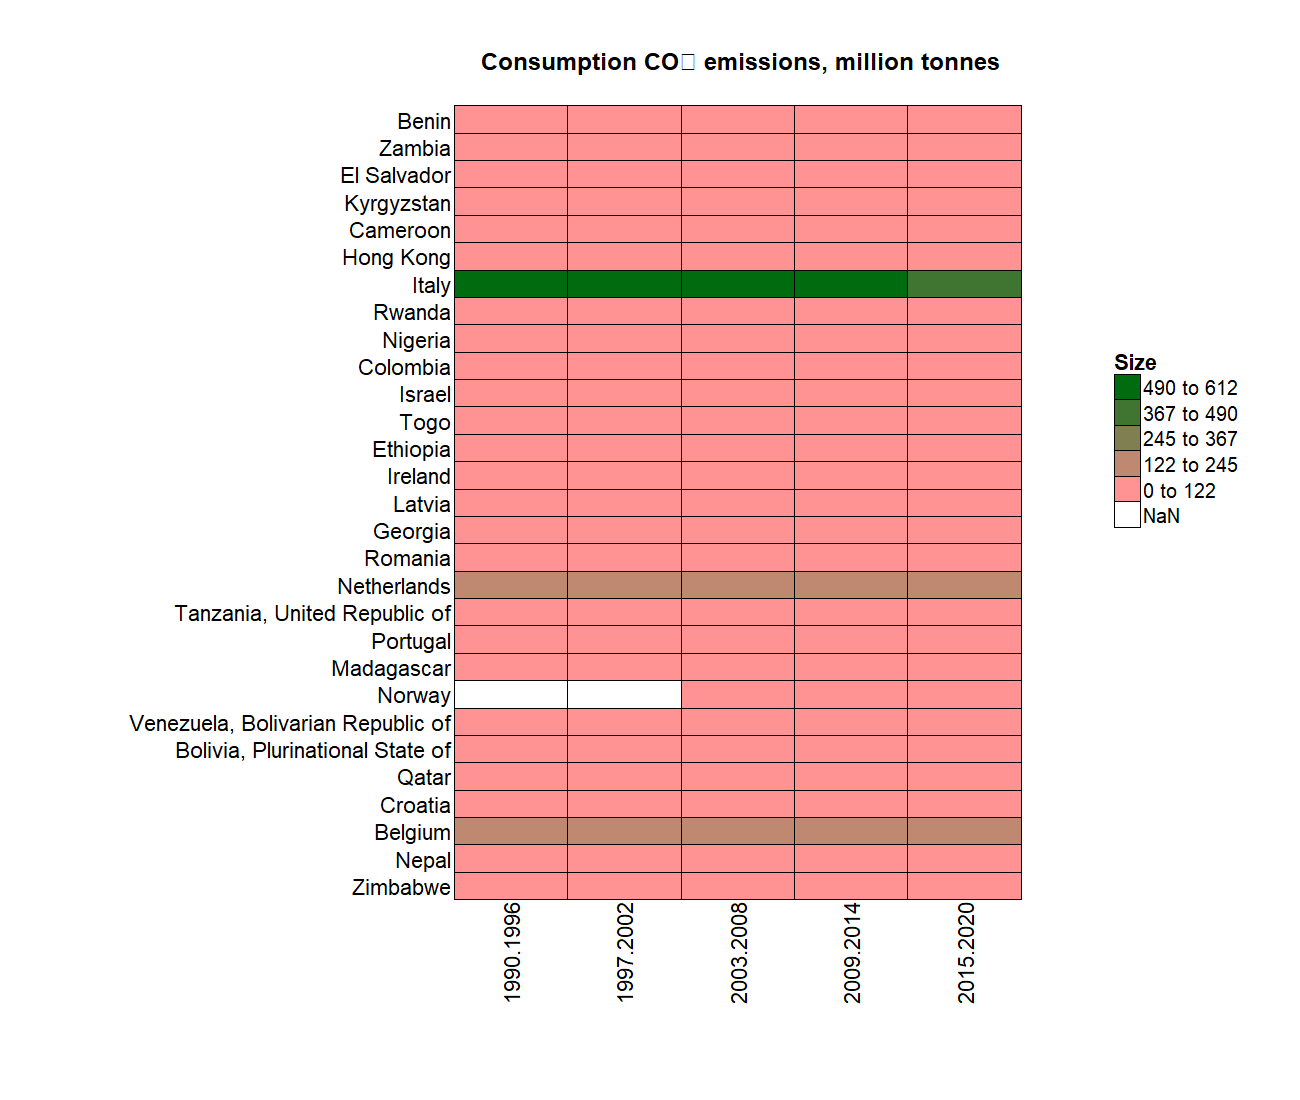 Consumption CO□ emissions, million tonnes
Benin
Zambia
El Salvador
Kyrgyzstan
Cameroon
Hong Kong
Italy
Rwanda
Nigeria
Colombia
Israel
Togo
Ethiopia
Ireland
Latvia
Georgia
Romania
Netherlands
Tanzania, United Republic of
Portugal
Madagascar
Norway
Venezuela, Bolivarian Republic of
Bolivia, Plurinational State of
Qatar
Croatia
Belgium
Nepal
Zimbabwe
1990.1996
1997.2002
2003.2008
2009.2014
2015.2020
Size
490 to 612
367 to 490
245 to 367
122 to 245
0 to 122
NaN